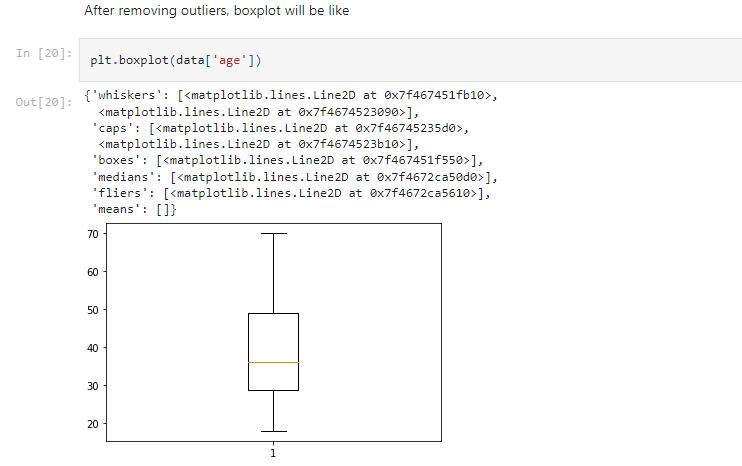 After removing outliers, boxplot will be like
In [20]:
plt.boxplot(data['age'])
Out[20]:
{'whiskers': [<matplotlib.lines.Line2D at 0x7f467451fb10>,
<matplotlib.lines.Line2D at 0x7f4674523090>],
'caps': [<matplotlib.lines.Line2D at 0x7f46745235d0>,
<matplotlib.lines.Line2D at 0x7f4674523b10>],
'boxes': [<matplotlib.lines.Line2D at 0x7f467451f550>],
'medians': [<matplotlib.lines.Line2D at 0x7f4672ca50d0>],
'fliers': [<matplotlib.lines.Line2D at 0x7f4672ca5610>],
'means': []}
70
60
50
40
30
20
1